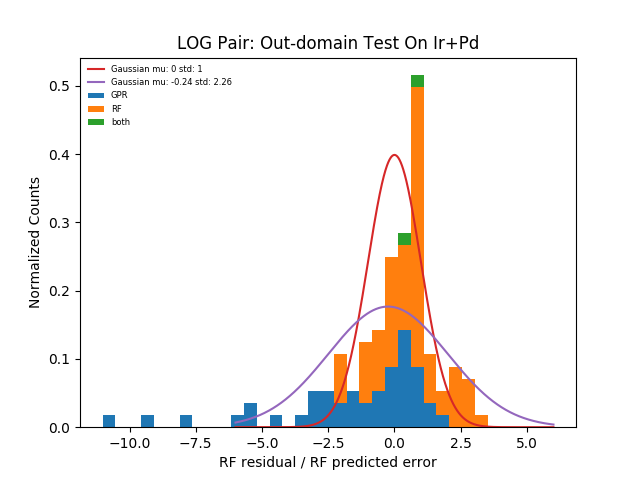 LOG Pair: Out-domain Test On Ir+Pd
Gaussian mu: 0 std: 1
Gaussian mu: -0.24 std: 2.26
GPR
RF
both
Normalized Counts
0.5
0.4
0.3
0.2
0.1
0.0
−10.0 −7.5 −5.0 −2.5 0.0 2.5 5.0
RF residual / RF predicted error